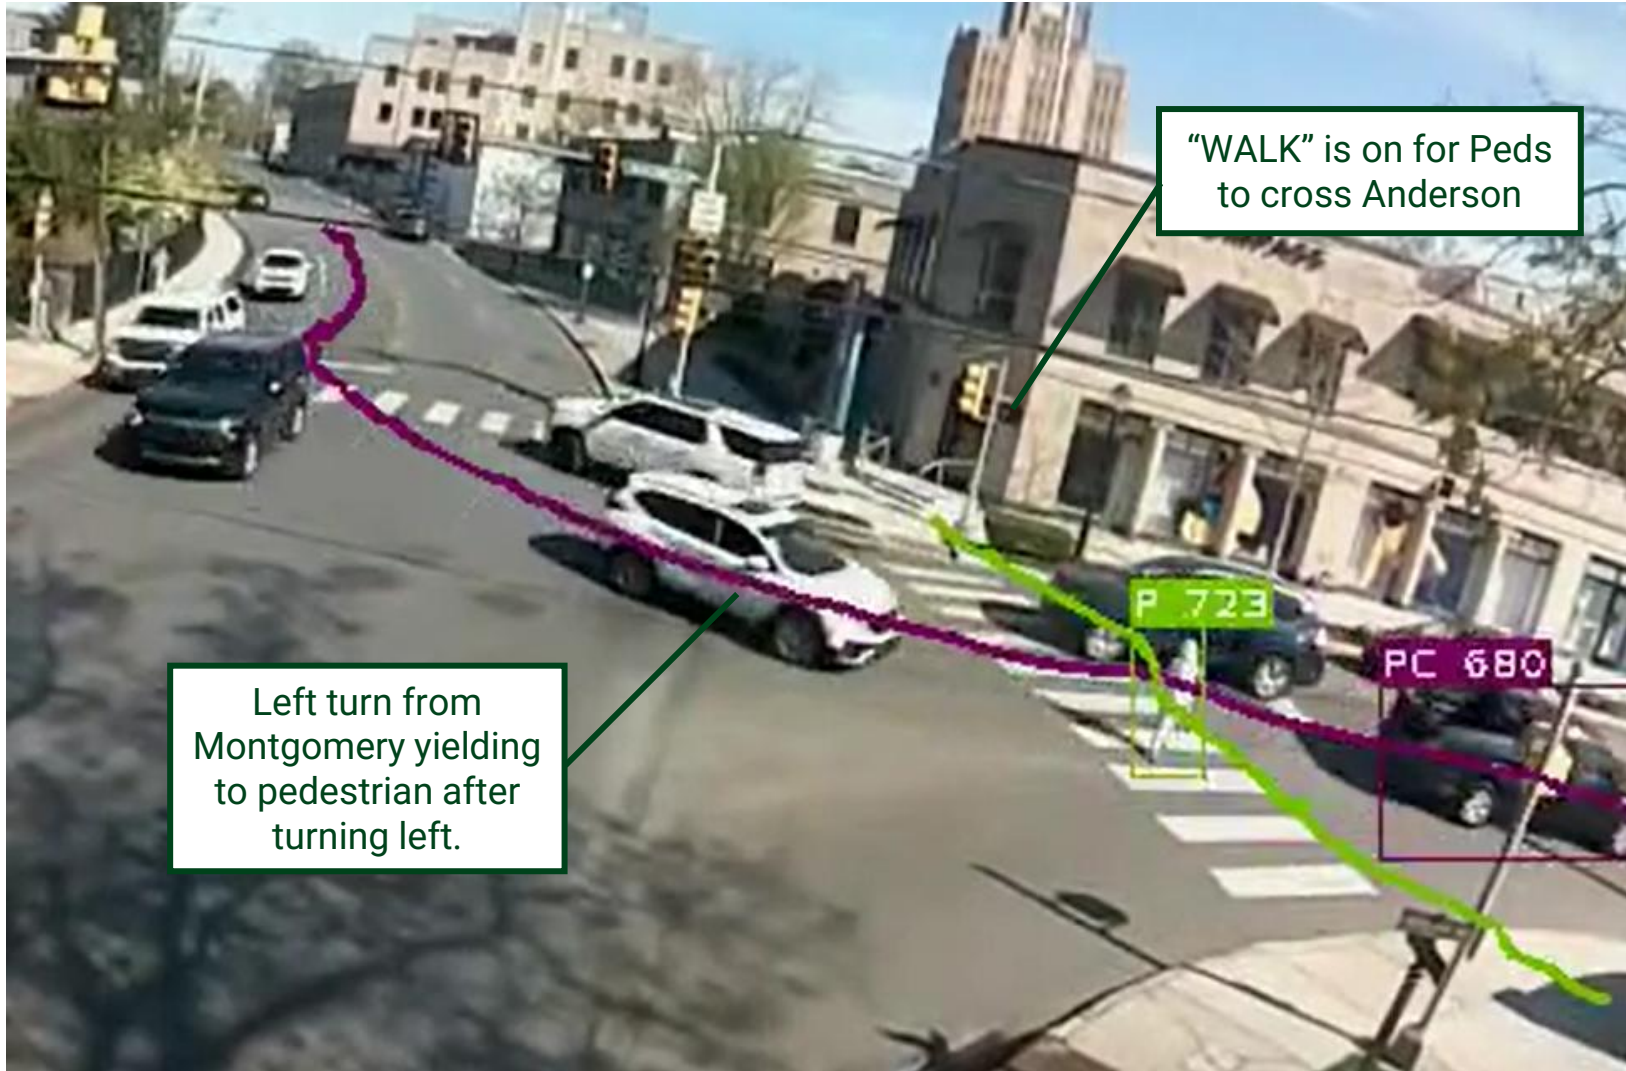 “WALK” is on for Peds
to cross Anderson
P 723
PC 680
Left turn from
Montgomery yielding
to pedestrian after
turning left.